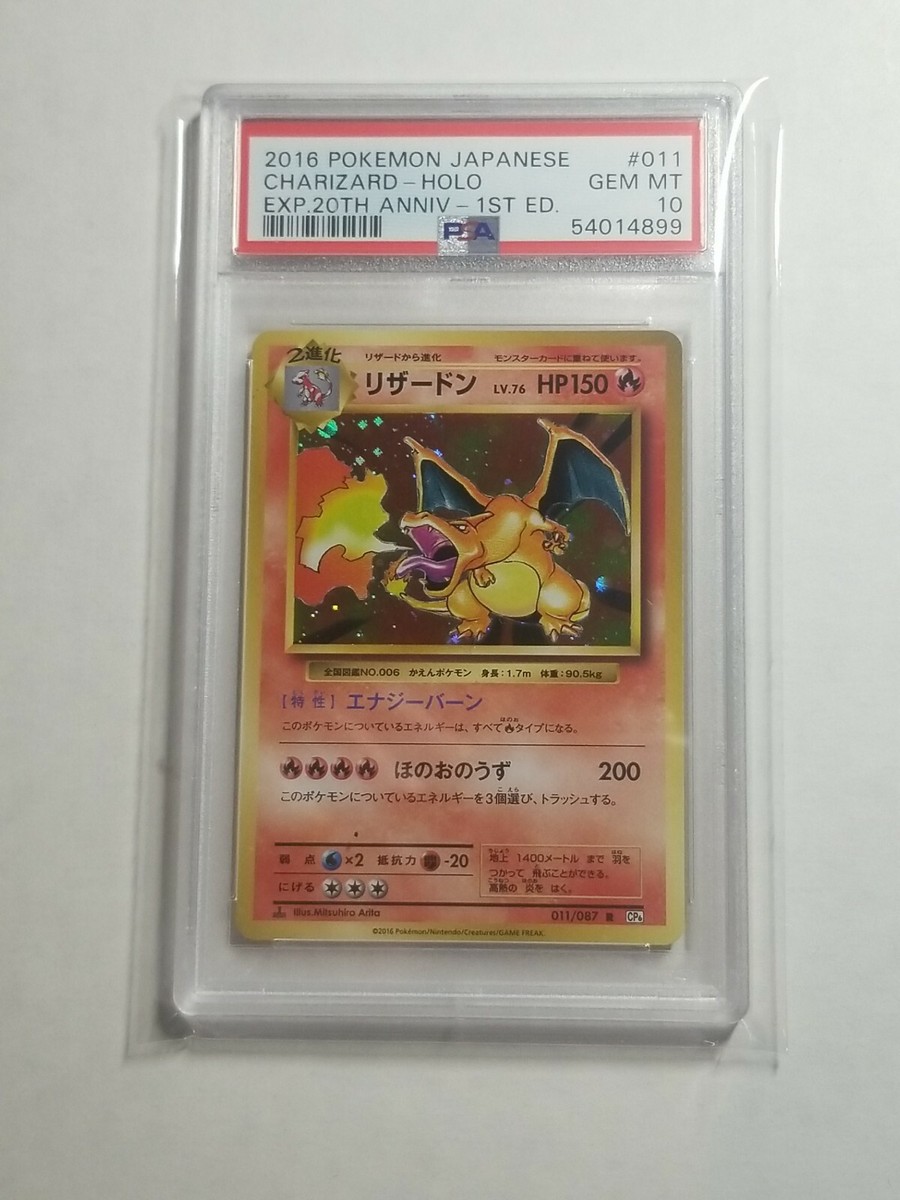 2016 POKEMON JAPANESE #011
CHARIZARD - HOLO GEM MT
EXP.20TH ANNIV - 1ST ED. 10
PSA 54014899
2進化 リザードから進化 モンスターカードに重ねて使います。
リザードン LV.76 HP150
全国図鑑NO.006 かえんポケモン 身長:1.7m 体重:90.5kg
[特性] エナジーバーン
このポケモンについているエネルギーは、すべてタイプになる。
ほのおのうず 200
このポケモンについているエネルギーを3個選び、トラッシュする。
弱点 ×2 抵抗力 -20
にげる
地上 1400メートル まで 羽を
つかって 飛ぶことができる。
高熱の 炎を はく。
Illus.Mitsuhiro Arita 011/087 R CP6
©2016 Pokémon/Nintendo/Creatures/GAME FREAK.